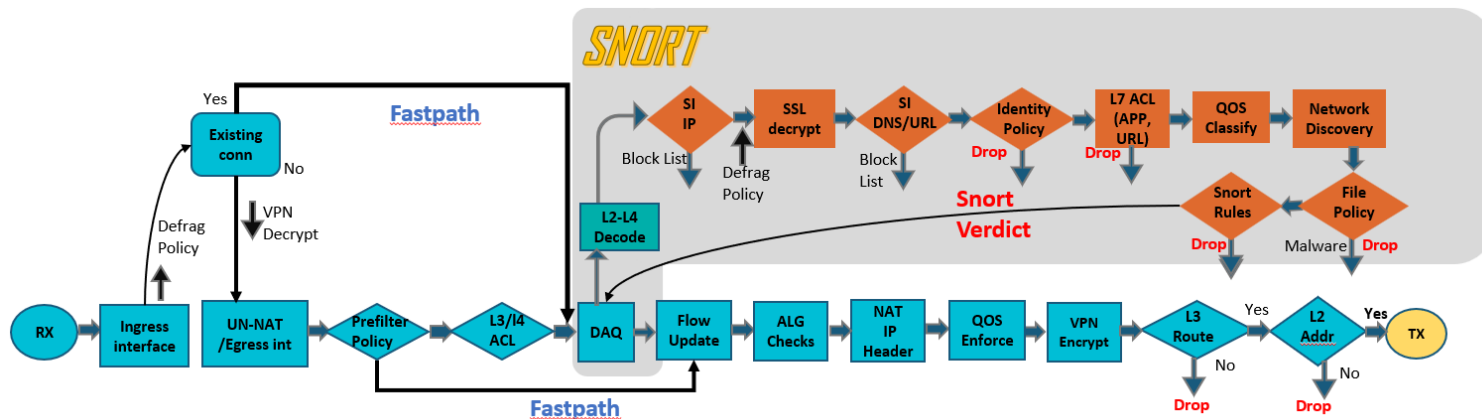 SNORT
Yes
Fastpath
Existing
conn
No
SI
IP
SSL
decrypt
SI
DNS/URL
Identity
Policy
L7 ACL
(APP,
URL)
QOS
Classify
Network
Discovery
Block List
Defrag
Policy
Block
List
Drop
Drop
Defrag
Policy
VPN
Decrypt
L2-L4
Decode
Snort
Verdict
Snort
Rules
File
Policy
Drop
Malware
Drop
RX
Ingress
interface
UN-NAT
/Egress int
Prefilter
Policy
L3/l4
ACL
DAQ
Flow
Update
ALG
Checks
NAT
IP
Header
QOS
Enforce
VPN
Encrypt
L3
Route
Yes
L2
Addr
Yes
TX
No
Drop
No
Drop
Fastpath